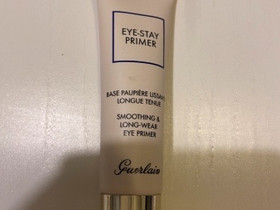 EYE-STAY
PRIMER
BASE PAUPIÈRE LISSANTE
LONGUE TENUE
SMOOTHING &
LONG-WEAR
EYE PRIMER
Guerlain